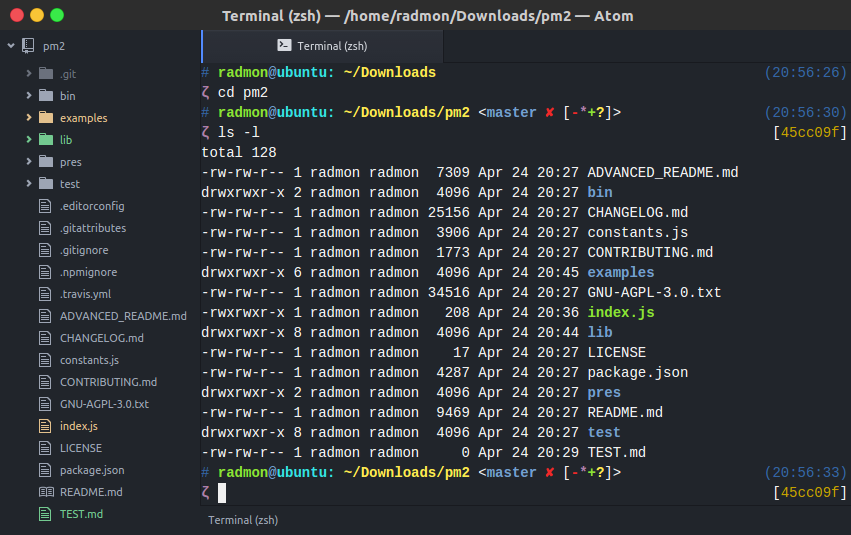 Terminal (zsh) — /home/radmon/Downloads/pm2 — Atom
pm2
.git
bin
examples
lib
pres
test
.editorconfig
.gitattributes
.gitignore
.npmignore
.travis.yml
ADVANCED_README.md
CHANGELOG.md
constants.js
CONTRIBUTING.md
GNU-AGPL-3.0.txt
index.js
LICENSE
package.json
README.md
TEST.md
Terminal (zsh)
# radmon@ubuntu: ~/Downloads (20:56:26)
ζ cd pm2
# radmon@ubuntu: ~/Downloads/pm2 <master ✘ [-*+?]> (20:56:30)
ζ ls -l [45cc09f]
total 128
-rw-rw-r-- 1 radmon radmon  7309 Apr 24 20:27 ADVANCED_README.md
drwxrwxr-x 2 radmon radmon  4096 Apr 24 20:27 bin
-rw-rw-r-- 1 radmon radmon 25156 Apr 24 20:27 CHANGELOG.md
-rw-rw-r-- 1 radmon radmon  3906 Apr 24 20:27 constants.js
-rw-rw-r-- 1 radmon radmon  1773 Apr 24 20:27 CONTRIBUTING.md
drwxrwxr-x 6 radmon radmon  4096 Apr 24 20:45 examples
-rw-rw-r-- 1 radmon radmon 34516 Apr 24 20:27 GNU-AGPL-3.0.txt
-rwxrwxr-x 1 radmon radmon   208 Apr 24 20:36 index.js
drwxrwxr-x 8 radmon radmon  4096 Apr 24 20:44 lib
-rw-rw-r-- 1 radmon radmon    17 Apr 24 20:27 LICENSE
-rw-rw-r-- 1 radmon radmon  4287 Apr 24 20:27 package.json
drwxrwxr-x 2 radmon radmon  4096 Apr 24 20:27 pres
-rw-rw-r-- 1 radmon radmon  9469 Apr 24 20:27 README.md
drwxrwxr-x 8 radmon radmon  4096 Apr 24 20:27 test
-rw-rw-r-- 1 radmon radmon     0 Apr 24 20:29 TEST.md
# radmon@ubuntu: ~/Downloads/pm2 <master ✘ [-*+?]> (20:56:33)
ζ [45cc09f]
Terminal (zsh)